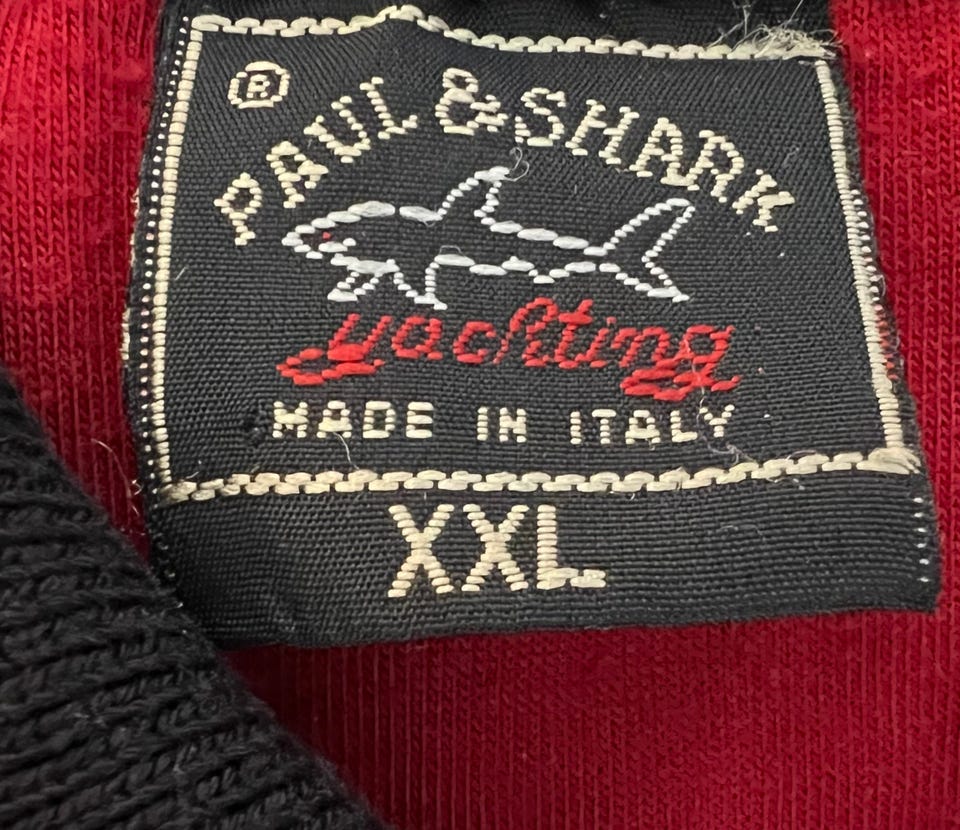 ®
PAUL & SHARK
yachting
MADE IN ITALY
XXL